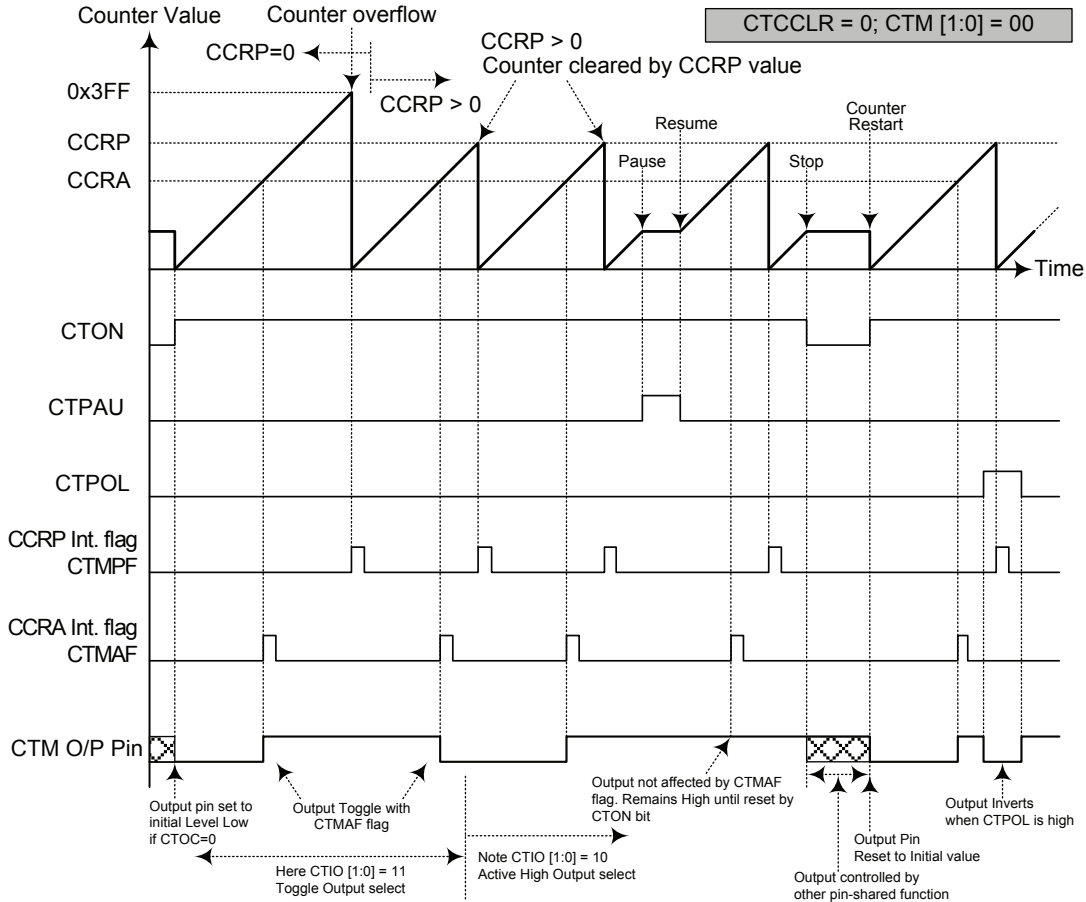 Counter Value
Counter overflow
CTCCLR = 0; CTM [1:0] = 00
CCRP=0
CCRP > 0
CCRP > 0
Counter cleared by CCRP value
0x3FF
CCRP
CCRA
Pause
Resume
Stop
Counter
Restart
Time
CTON
CTPAU
CTPOL
CCRP Int. flag
CTMPF
CCRA Int. flag
CTMAF
CTM O/P Pin
Output pin set to
initial Level Low
if CTOC=0
Output Toggle with
CTMAF flag
Here CTIO [1:0] = 11
Toggle Output select
Note CTIO [1:0] = 10
Active High Output select
Output not affected by CTMAF
flag. Remains High until reset by
CTON bit
Output controlled by
other pin-shared function
Output Pin
Reset to Initial value
Output Inverts
when CTPOL is high